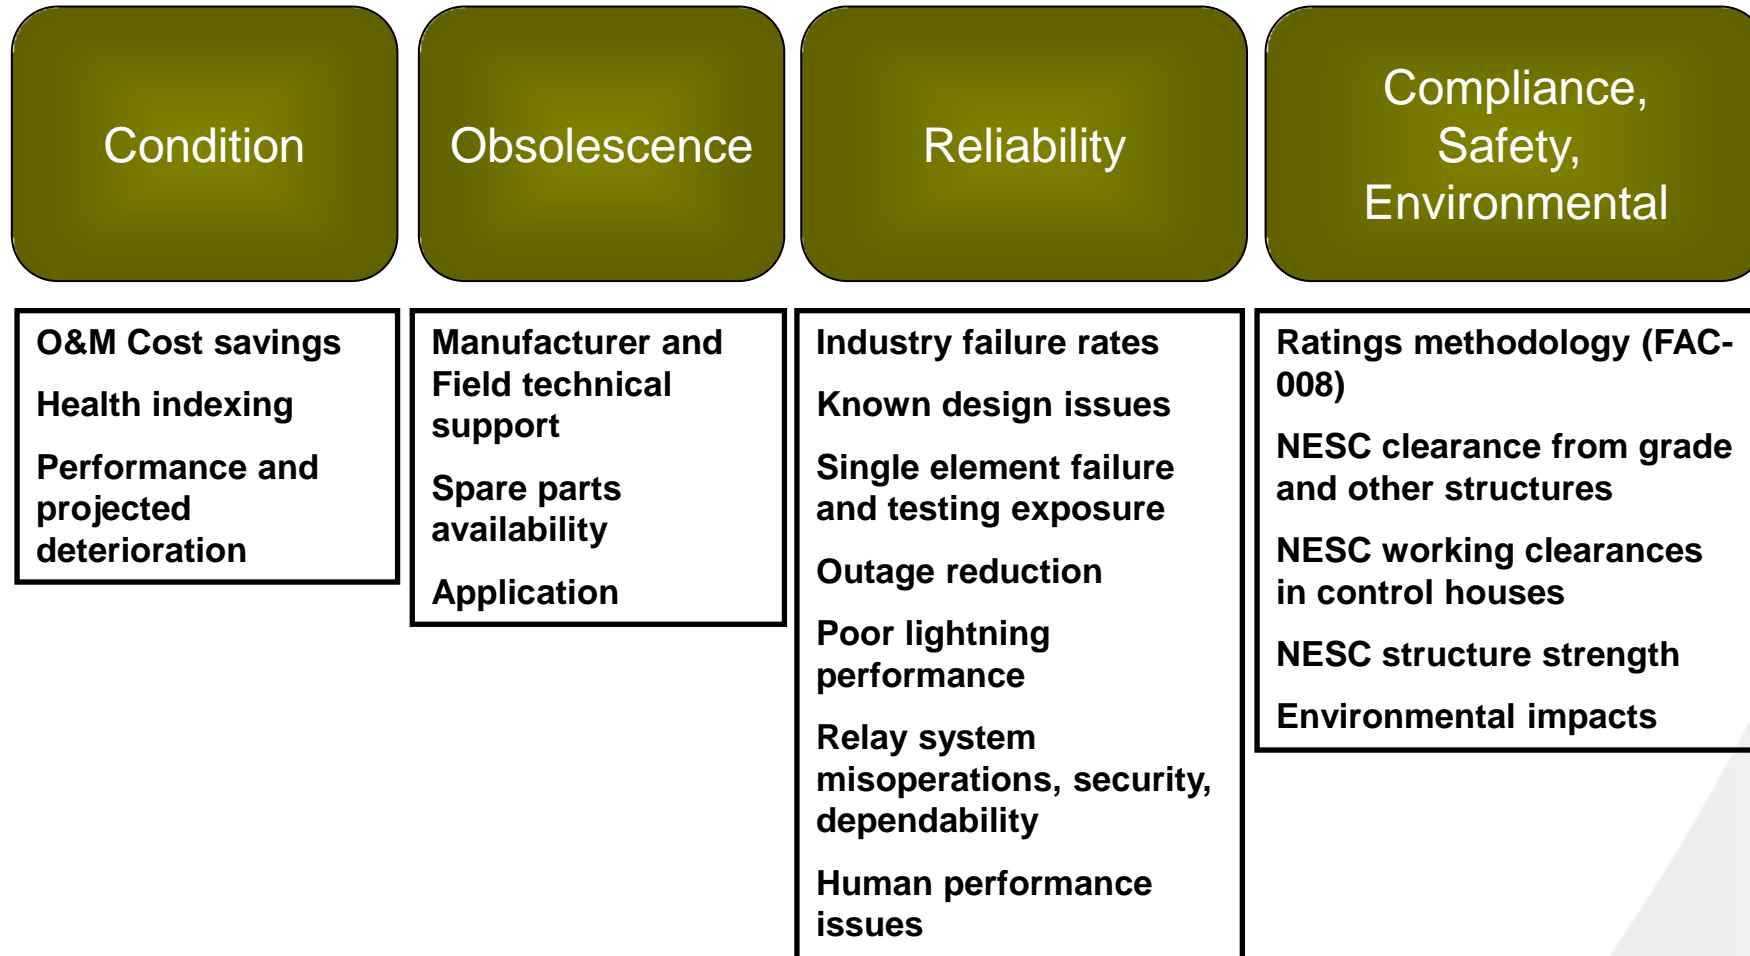 Condition
Obsolescence
Reliability
Compliance,
Safety,
Environmental
O&M Cost savings
Health indexing
Performance and
projected
deterioration
Manufacturer and
Field technical
support
Spare parts
availability
Application
Industry failure rates
Known design issues
Single element failure
and testing exposure
Outage reduction
Poor lightning
performance
Relay system
misoperations, security,
dependability
Human performance
issues
Ratings methodology (FAC-
008)
NESC clearance from grade
and other structures
NESC working clearances
in control houses
NESC structure strength
Environmental impacts